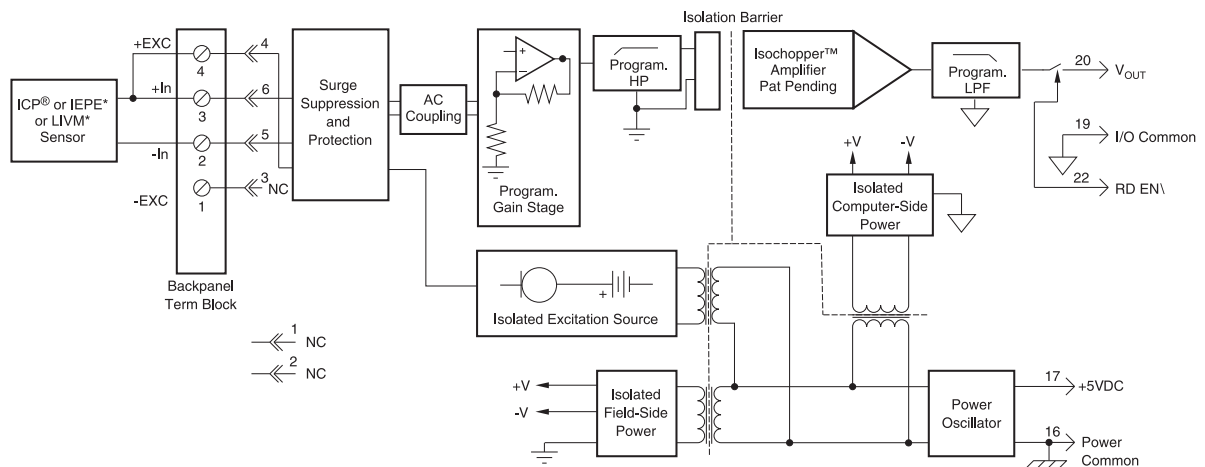 Isolation Barrier
+EXC
4
4
+In
6
3
ICP® or IEPE*
or LIVM*
Sensor
-In
5
2
3
NC
-EXC
1
Backpanel
Term Block
1
NC
2
NC
Surge
Suppression
and
Protection
AC
Coupling
+
−
Program.
Gain Stage
Program.
HP
Isochopper™
Amplifier
Pat Pending
Program.
LPF
20
VOUT
19
I/O Common
22
RD EN\
+V
-V
Isolated
Computer-Side
Power
+
Isolated Excitation Source
+V
-V
Isolated
Field-Side
Power
Power
Oscillator
17
+5VDC
16
Power
Common